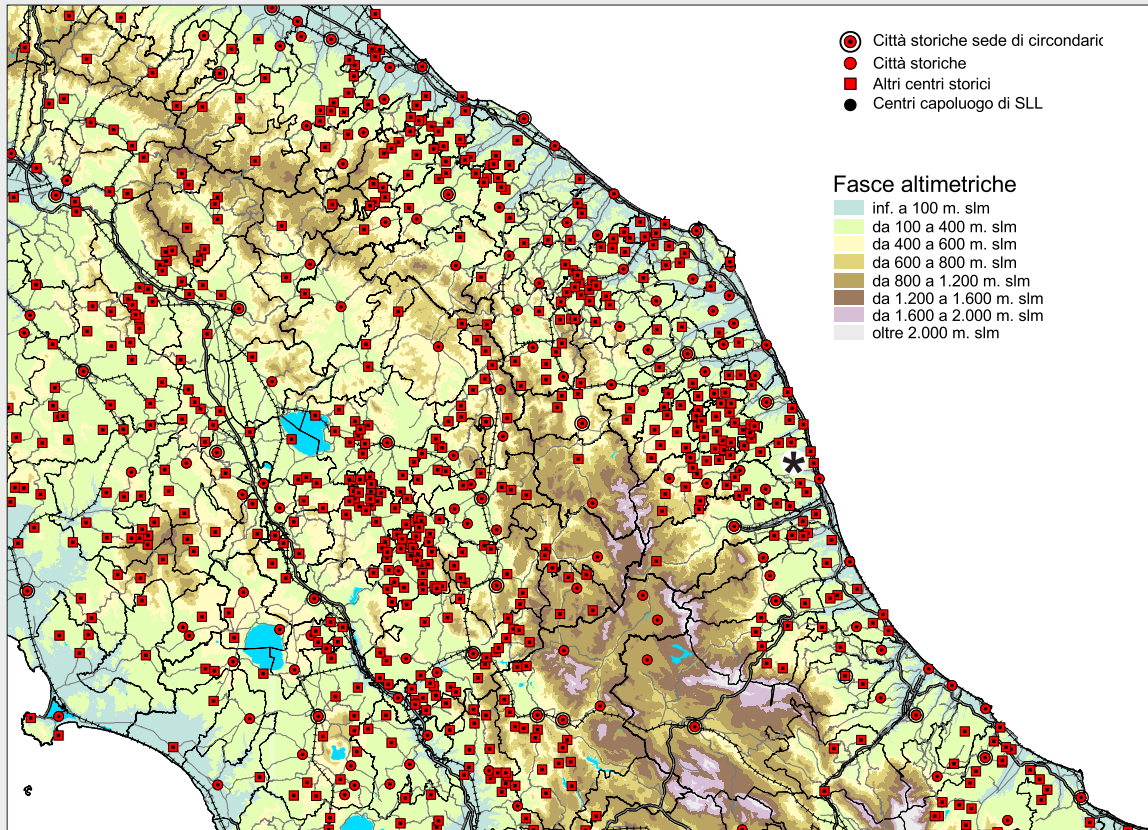 Città storiche sede di circondaric
Città storiche
Altri centri storici
Centri capoluogo di SLL
Fasce altimetriche
inf. a 100 m. slm
da 100 a 400 m. slm
da 400 a 600 m. slm
da 600 a 800 m. slm
da 800 a 1.200 m. slm
da 1.200 a 1.600 m. slm
da 1.600 a 2.000 m. slm
oltre 2.000 m. slm
*